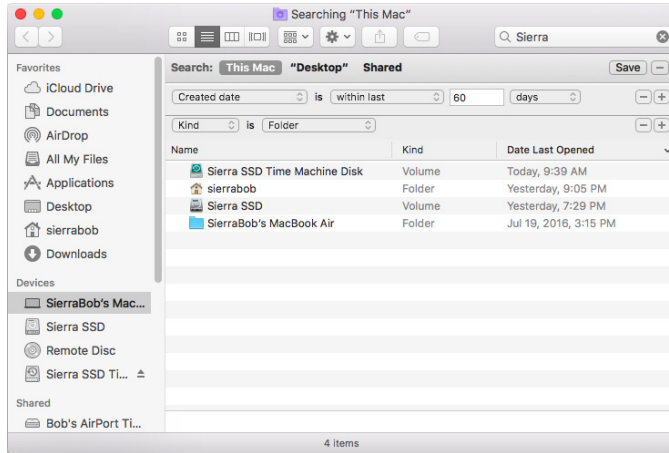 Searching "This Mac"
Sierra
Favorites
iCloud Drive
Documents
AirDrop
All My Files
Applications
Desktop
sierrabob
Downloads
Devices
SierraBob's Mac...
Sierra SSD
Remote Disc
Sierra SSD Ti...
Shared
Bob's AirPort Ti...
Search: This Mac "Desktop" Shared Save
Created date is within last 60 days
Kind is Folder
Name Kind Date Last Opened
Sierra SSD Time Machine Disk Volume Today, 9:39 AM
sierrabob Folder Yesterday, 9:05 PM
Sierra SSD Volume Yesterday, 7:29 PM
SierraBob's MacBook Air Folder Jul 19, 2016, 3:15 PM
4 items